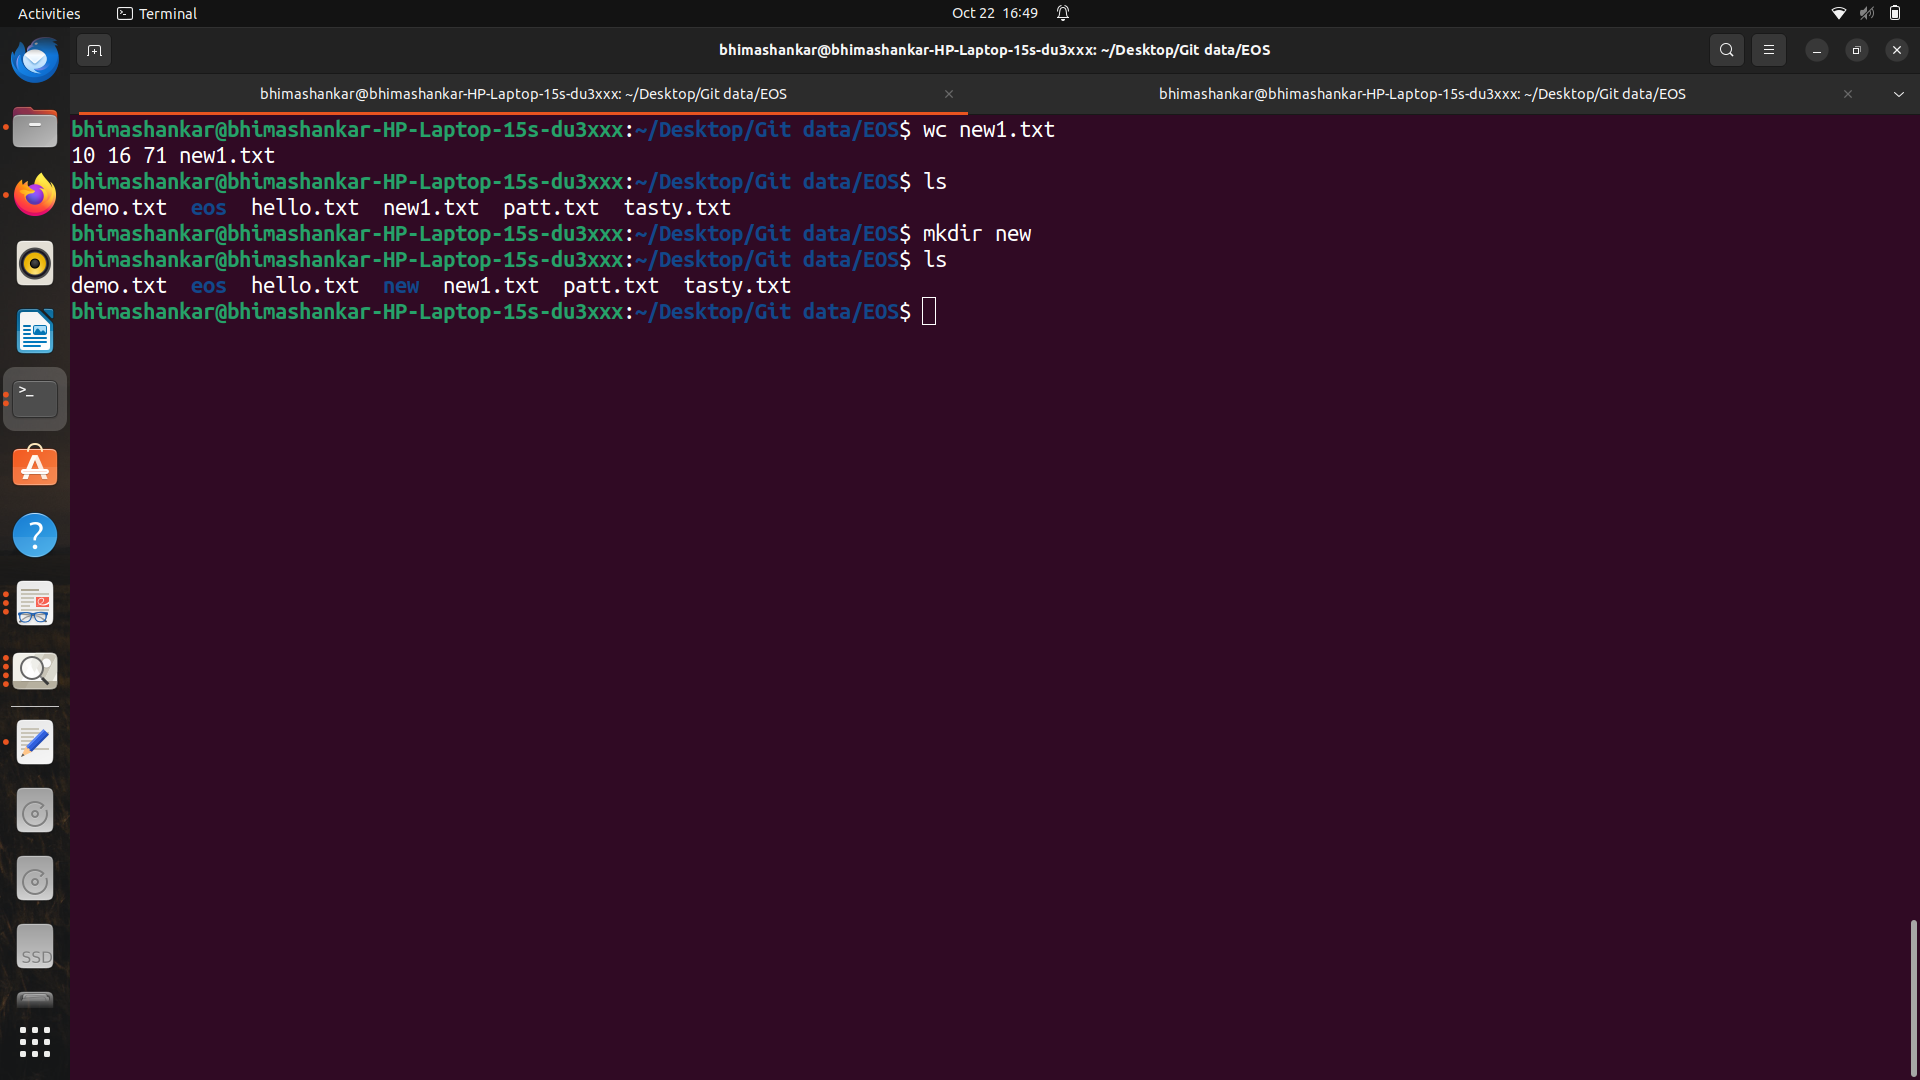 Activities Terminal Oct 22 16:49
bhimashankar@bhimashankar-HP-Laptop-15s-du3xxx: ~/Desktop/Git data/EOS
bhimashankar@bhimashankar-HP-Laptop-15s-du3xxx: ~/Desktop/Git data/EOS bhimashankar@bhimashankar-HP-Laptop-15s-du3xxx: ~/Desktop/Git data/EOS
bhimashankar@bhimashankar-HP-Laptop-15s-du3xxx:~/Desktop/Git data/EOS$ wc new1.txt
10 16 71 new1.txt
bhimashankar@bhimashankar-HP-Laptop-15s-du3xxx:~/Desktop/Git data/EOS$ ls
demo.txt eos hello.txt new1.txt patt.txt tasty.txt
bhimashankar@bhimashankar-HP-Laptop-15s-du3xxx:~/Desktop/Git data/EOS$ mkdir new
bhimashankar@bhimashankar-HP-Laptop-15s-du3xxx:~/Desktop/Git data/EOS$ ls
demo.txt eos hello.txt new new1.txt patt.txt tasty.txt
bhimashankar@bhimashankar-HP-Laptop-15s-du3xxx:~/Desktop/Git data/EOS$
>_
?
SSD